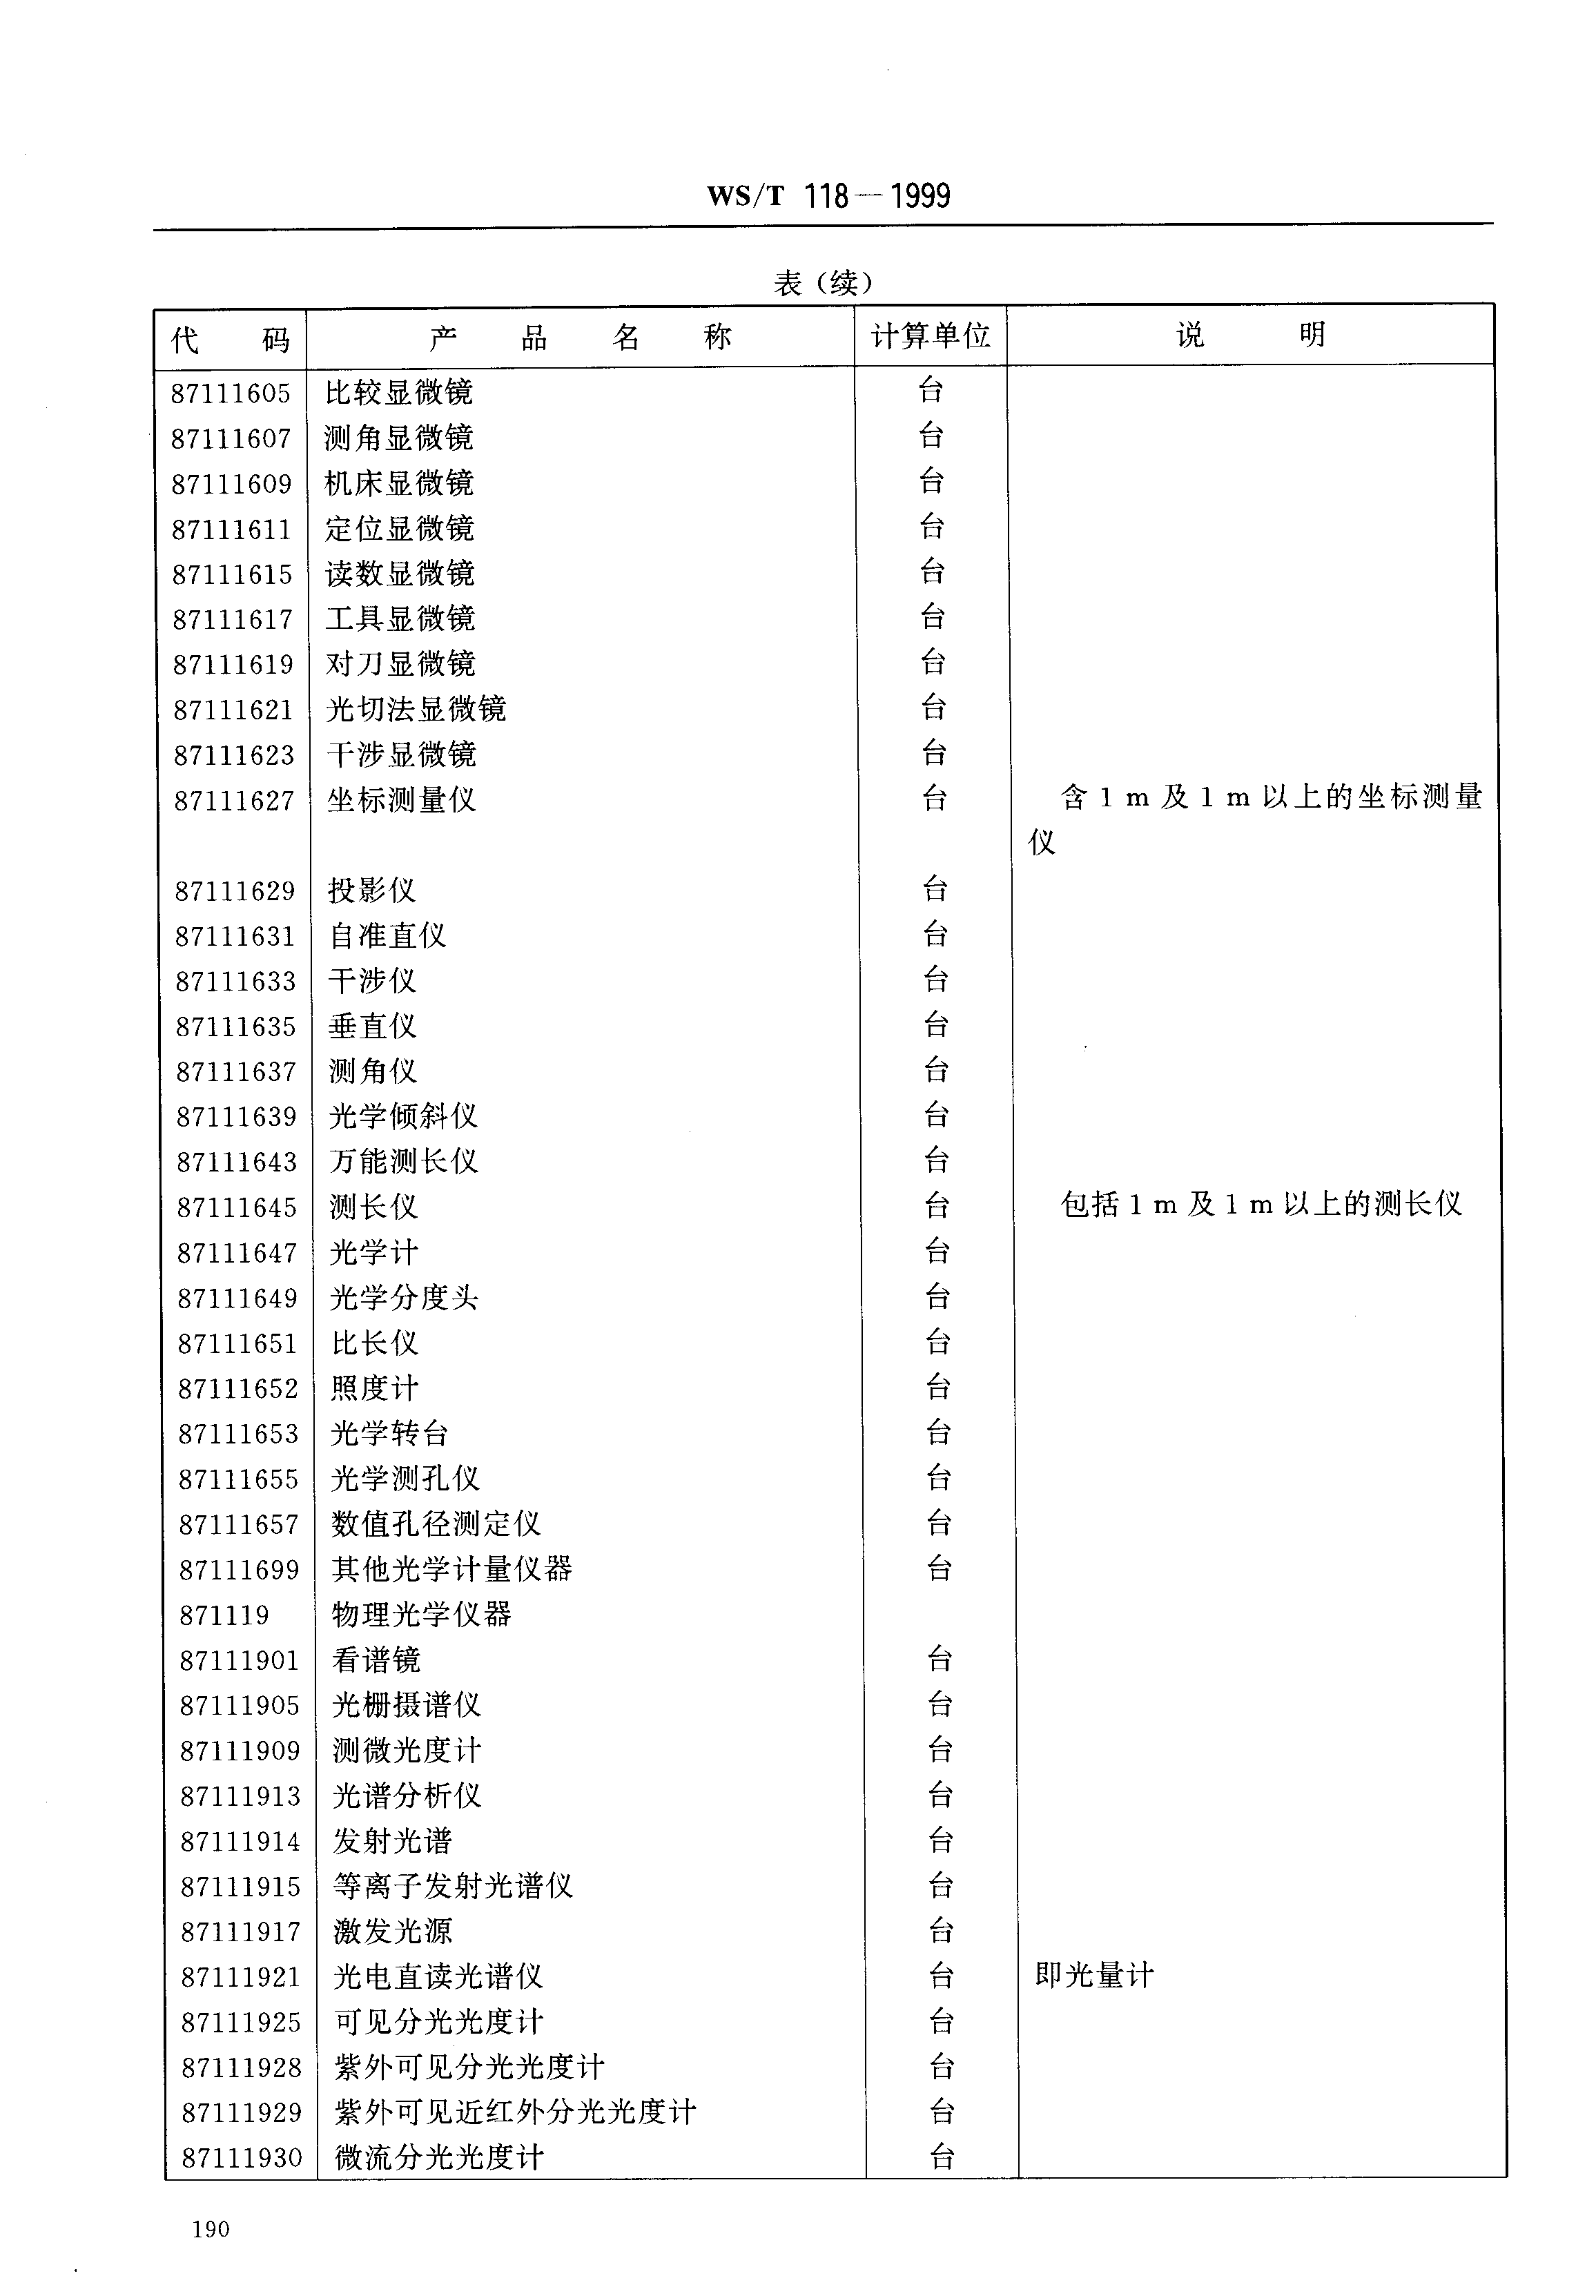 WS/T 118—1999
表（续）
代 码 产 品 名 称 计算单位 说 明
87111605 比较显微镜 台
87111607 测角显微镜 台
87111609 机床显微镜 台
87111611 定位显微镜 台
87111615 读数显微镜 台
87111617 工具显微镜 台
87111619 对刀显微镜 台
87111621 光切法显微镜 台
87111623 干涉显微镜 台
87111627 坐标测量仪 台 含 1 m 及 1 m 以上的坐标测量
仪
87111629 投影仪 台
87111631 自准直仪 台
87111633 干涉仪 台
87111635 垂直仪 台
87111637 测角仪 台
87111639 光学倾斜仪 台
87111643 万能测长仪 台
87111645 测长仪 台 包括 1 m 及 1 m 以上的测长仪
87111647 光学计 台
87111649 光学分度头 台
87111651 比长仪 台
87111652 照度计 台
87111653 光学转台 台
87111655 光学测孔仪 台
87111657 数值孔径测定仪 台
87111699 其他光学计量仪器 台
871119 物理光学仪器
87111901 看谱镜 台
87111905 光栅摄谱仪 台
87111909 测微光度计 台
87111913 光谱分析仪 台
87111914 发射光谱 台
87111915 等离子发射光谱仪 台
87111917 激发光源 台
87111921 光电直读光谱仪 台 即光量计
87111925 可见分光光度计 台
87111928 紫外可见分光光度计 台
87111929 紫外可见近红外分光光度计 台
87111930 微流分光光度计 台
190